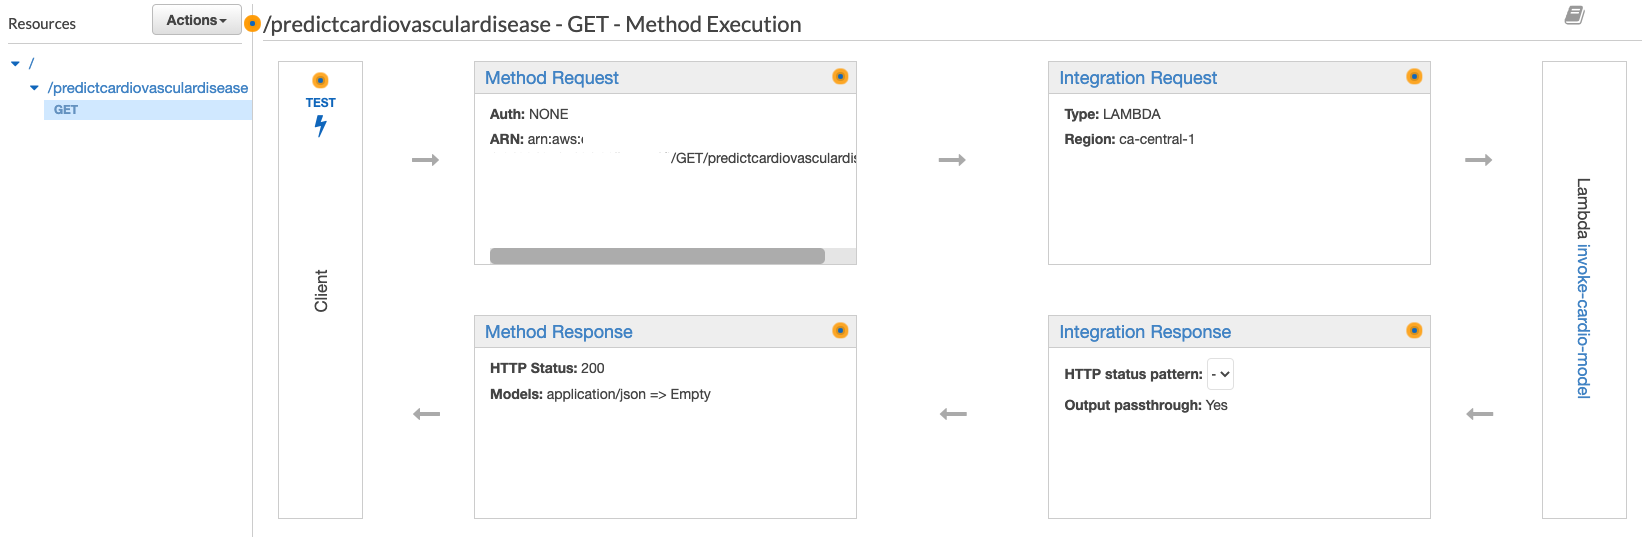 Resources
Actions
/predictcardiovasculardisease - GET - Method Execution
/
/predictcardiovasculardisease
GET
TEST
Client
Method Request
Auth: NONE
ARN: arn:aws:
/GET/predictcardiovasculardis
Integration Request
Type: LAMBDA
Region: ca-central-1
Lambda invoke-cardio-model
Method Response
HTTP Status: 200
Models: application/json => Empty
Integration Response
HTTP status pattern: -
Output passthrough: Yes